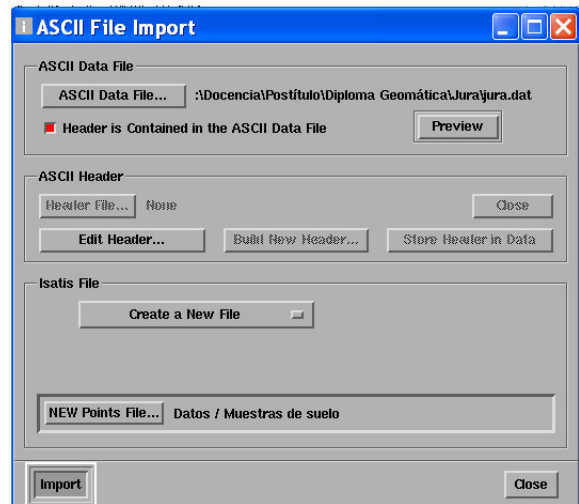 ASCII File Import
ASCII Data File
ASCII Data File... :\Docencia\Postítulo\Diploma Geomática\Jura\jura.dat
Header is Contained in the ASCII Data File Preview
ASCII Header
Header File... None Close
Edit Header... Build New Header... Store Header in Data
Isatis File
Create a New File
NEW Points File... Datos / Muestras de suelo
Import Close